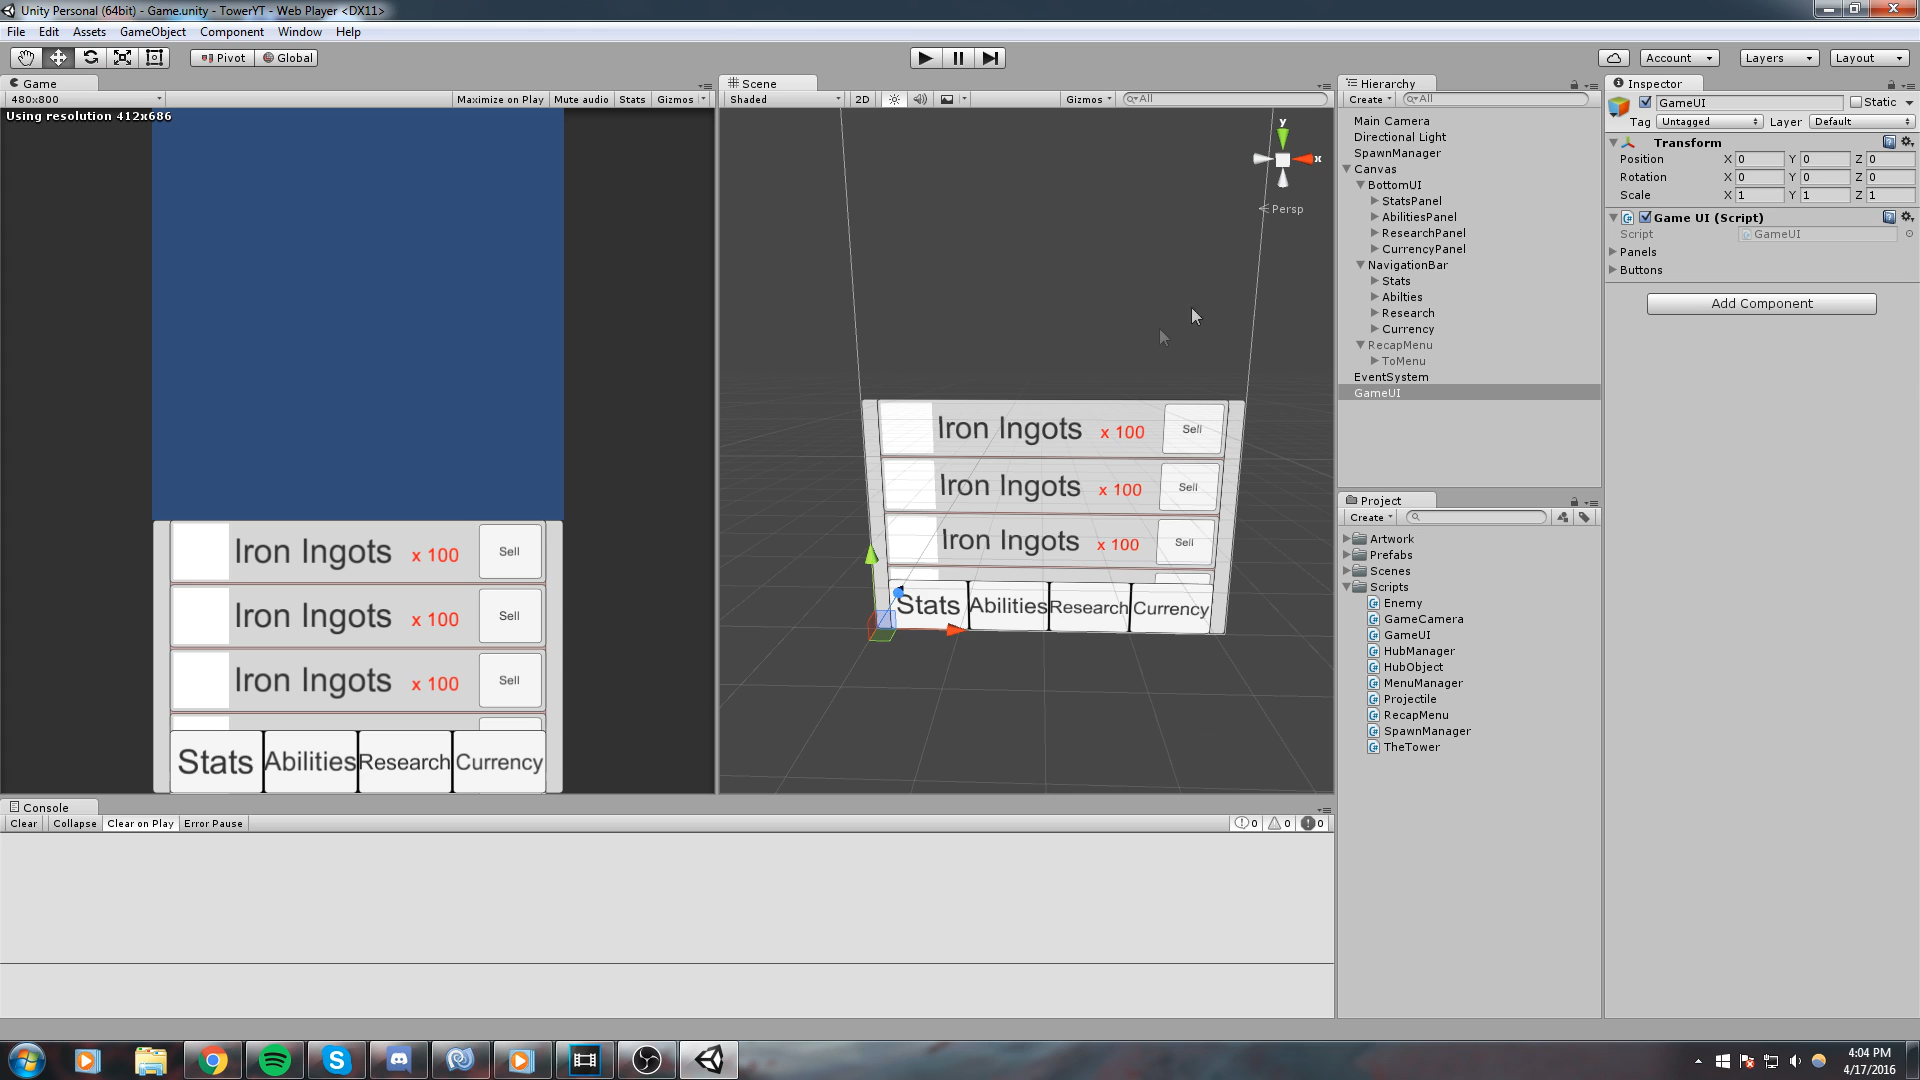 Unity Personal (64bit) - Game.unity - TowerYT - Web Player <DX11>
File Edit Assets GameObject Component Window Help
Pivot Global Account Layers Layout
Game
480x800 Maximize on Play Mute audio Stats Gizmos
Using resolution 412x686
Iron Ingots x 100 Sell
Iron Ingots x 100 Sell
Iron Ingots x 100 Sell
Stats Abilities Research Currency
Scene
Shaded 2D Gizmos All
y
x
Persp
Iron Ingots x 100 Sell
Iron Ingots x 100 Sell
Iron Ingots x 100 Sell
Stats Abilities Research Currency
Console
Clear Collapse Clear on Play Error Pause 0 0 0
Hierarchy
Create All
Main Camera
Directional Light
SpawnManager
Canvas
BottomUI
StatsPanel
AbilitiesPanel
ResearchPanel
CurrencyPanel
NavigationBar
Stats
Abilties
Research
Currency
RecapMenu
ToMenu
EventSystem
GameUI
Project
Create
Artwork
Prefabs
Scenes
Scripts
Enemy
GameCamera
GameUI
HubManager
HubObject
MenuManager
Projectile
RecapMenu
SpawnManager
TheTower
Inspector
GameUI Static
Tag Untagged Layer Default
Transform
Position X 0 Y 0 Z 0
Rotation X 0 Y 0 Z 0
Scale X 1 Y 1 Z 1
Game UI (Script)
Script GameUI
Panels
Buttons
Add Component
4:04 PM
4/17/2016